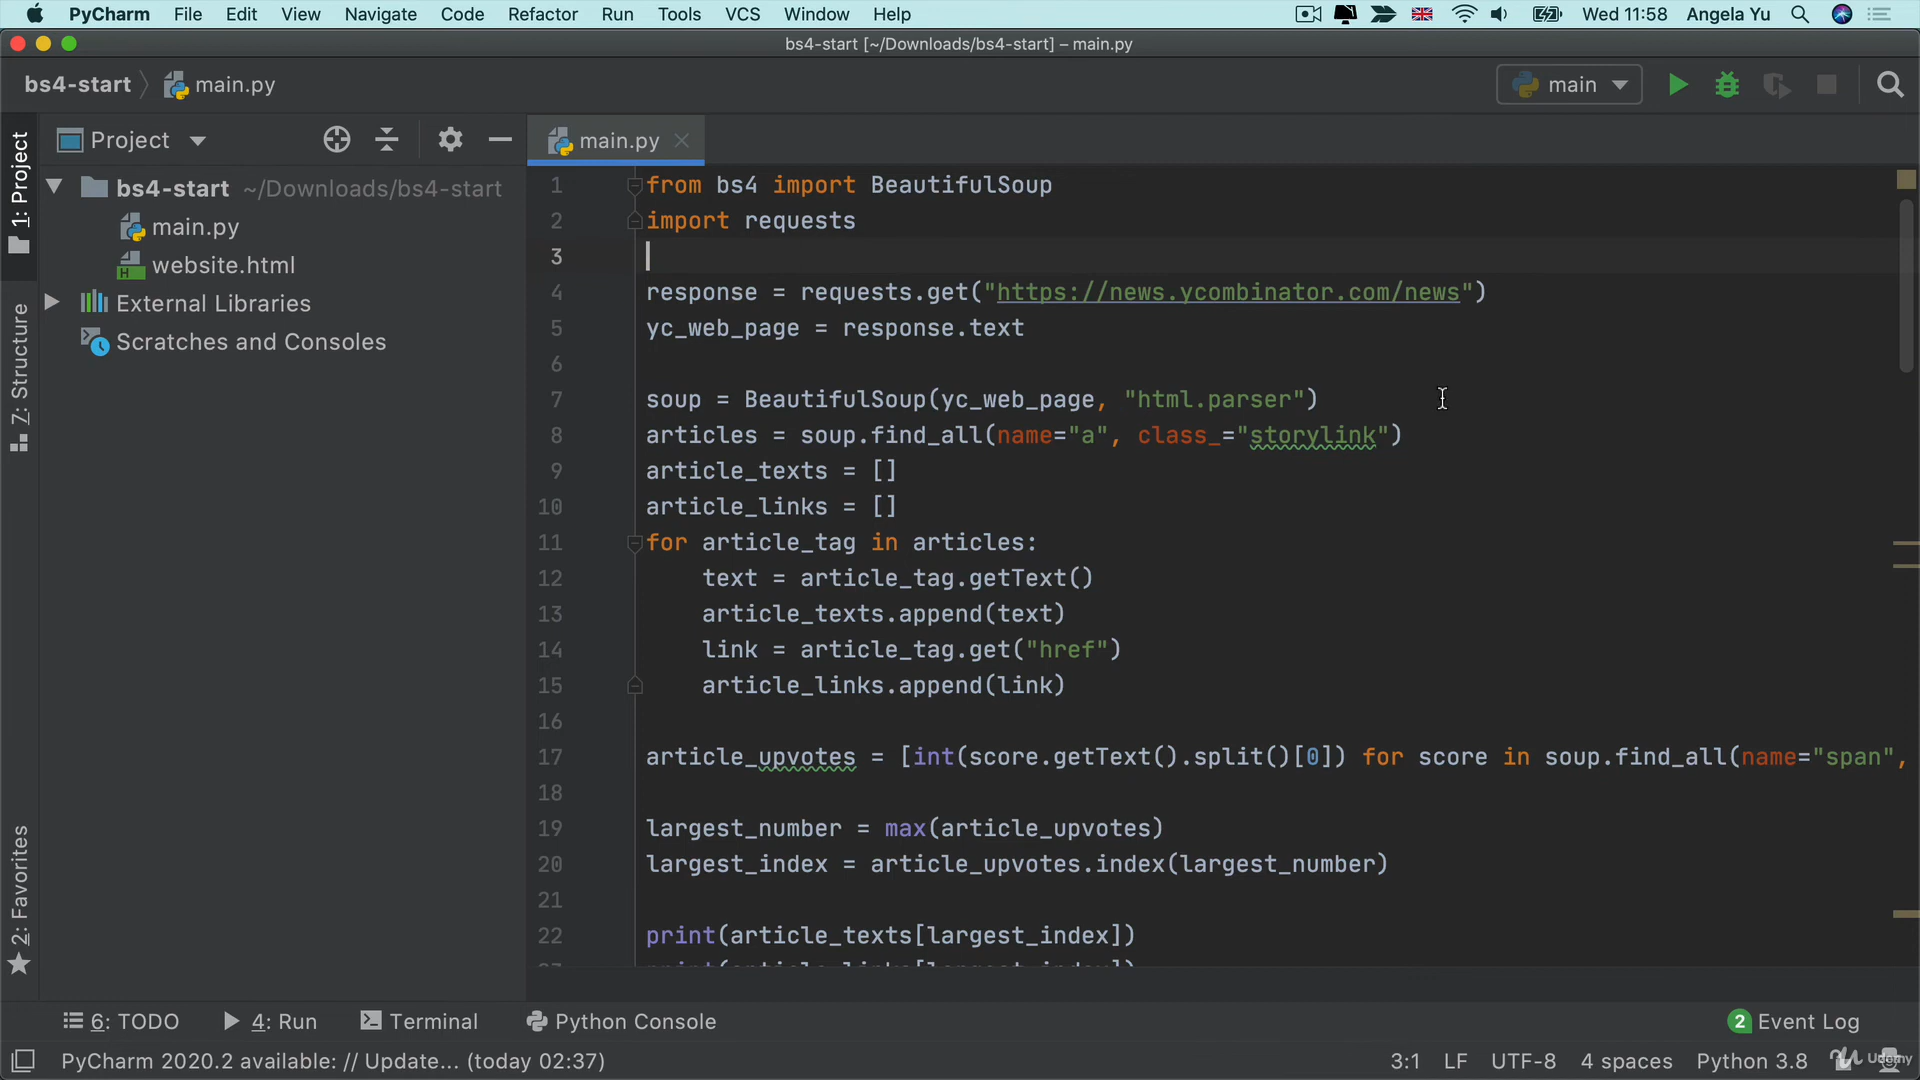 PyCharm File Edit View Navigate Code Refactor Run Tools VCS Window Help Wed 11:58 Angela Yu
bs4-start [~/Downloads/bs4-start] – main.py
bs4-start main.py main
Project
main.py
1: Project
7: Structure
2: Favorites
bs4-start ~/Downloads/bs4-start
main.py
website.html
External Libraries
Scratches and Consoles
1 from bs4 import BeautifulSoup
2 import requests
3
4 response = requests.get("https://news.ycombinator.com/news")
5 yc_web_page = response.text
6
7 soup = BeautifulSoup(yc_web_page, "html.parser")
8 articles = soup.find_all(name="a", class_="storylink")
9 article_texts = []
10 article_links = []
11 for article_tag in articles:
12 text = article_tag.getText()
13 article_texts.append(text)
14 link = article_tag.get("href")
15 article_links.append(link)
16
17 article_upvotes = [int(score.getText().split()[0]) for score in soup.find_all(name="span",
18
19 largest_number = max(article_upvotes)
20 largest_index = article_upvotes.index(largest_number)
21
22 print(article_texts[largest_index])
6: TODO 4: Run Terminal Python Console 2 Event Log
PyCharm 2020.2 available: // Update... (today 02:37) 3:1 LF UTF-8 4 spaces Python 3.8 Udemy